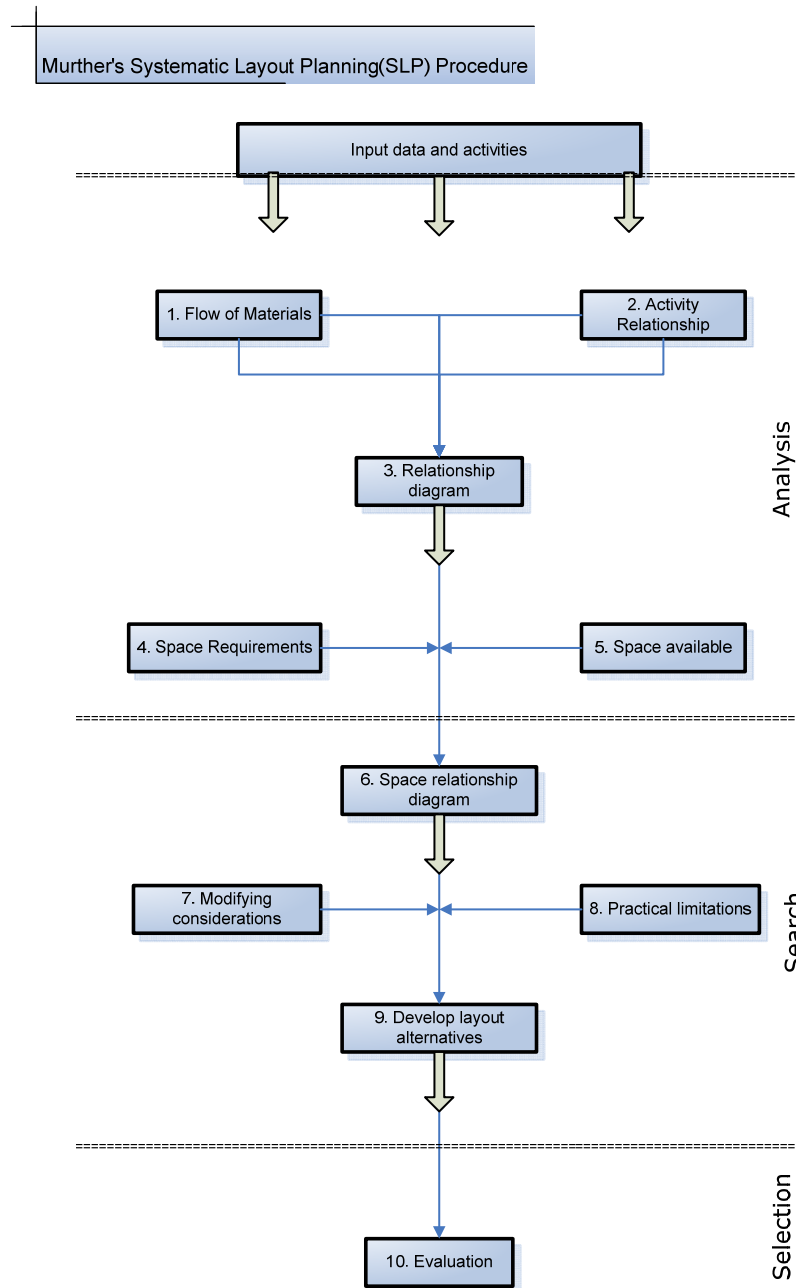 Murther's Systematic Layout Planning(SLP) Procedure
Input data and activities
1. Flow of Materials
2. Activity
Relationship
3. Relationship
diagram
Analysis
4. Space Requirements
5. Space available
6. Space relationship
diagram
7. Modifying
considerations
8. Practical limitations
Search
9. Develop layout
alternatives
Selection
10. Evaluation